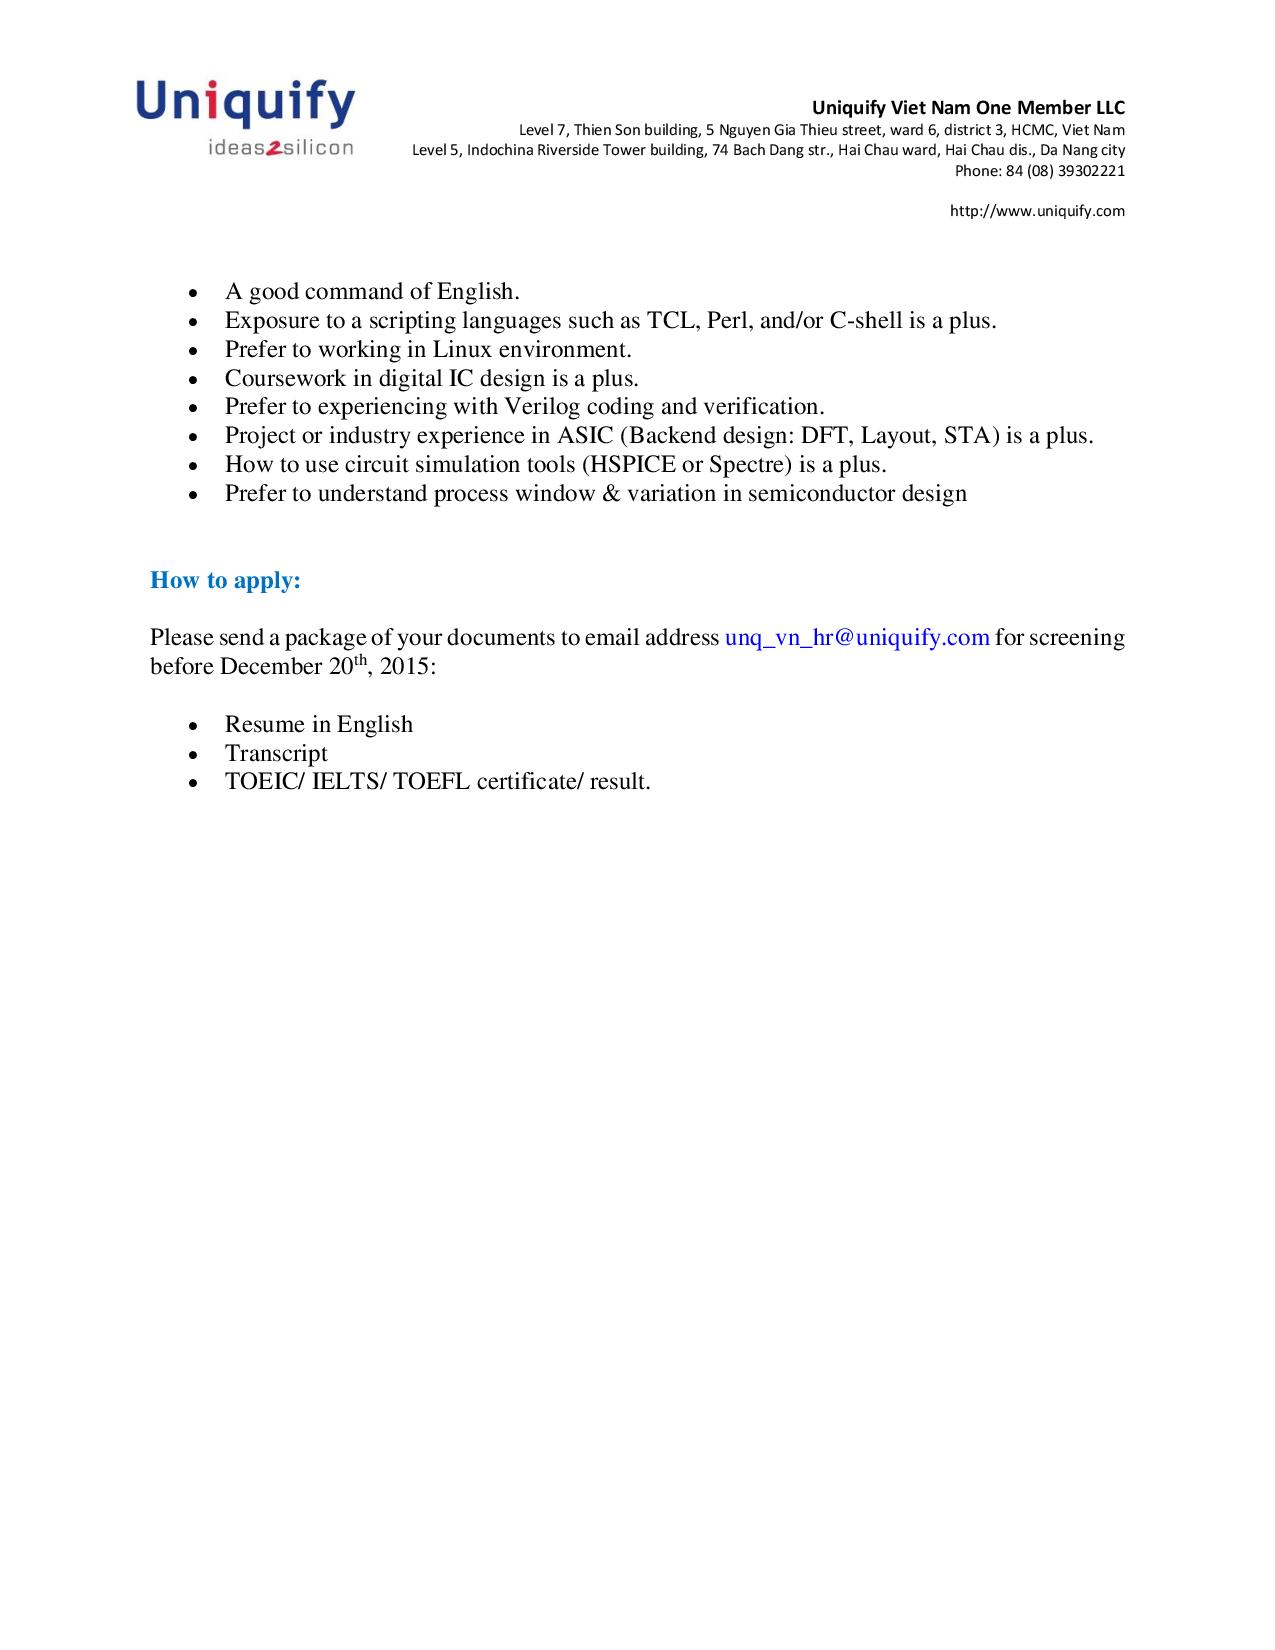 Uniquify
ideas2silicon
Uniquify Viet Nam One Member LLC
Level 7, Thien Son building, 5 Nguyen Gia Thieu street, ward 6, district 3, HCMC, Viet Nam
Level 5, Indochina Riverside Tower building, 74 Bach Dang str., Hai Chau ward, Hai Chau dis., Da Nang city
Phone: 84 (08) 39302221
http://www.uniquify.com
• A good command of English.
• Exposure to a scripting languages such as TCL, Perl, and/or C-shell is a plus.
• Prefer to working in Linux environment.
• Coursework in digital IC design is a plus.
• Prefer to experiencing with Verilog coding and verification.
• Project or industry experience in ASIC (Backend design: DFT, Layout, STA) is a plus.
• How to use circuit simulation tools (HSPICE or Spectre) is a plus.
• Prefer to understand process window & variation in semiconductor design
How to apply:
Please send a package of your documents to email address unq_vn_hr@uniquify.com for screening
before December 20th, 2015:
• Resume in English
• Transcript
• TOEIC/ IELTS/ TOEFL certificate/ result.